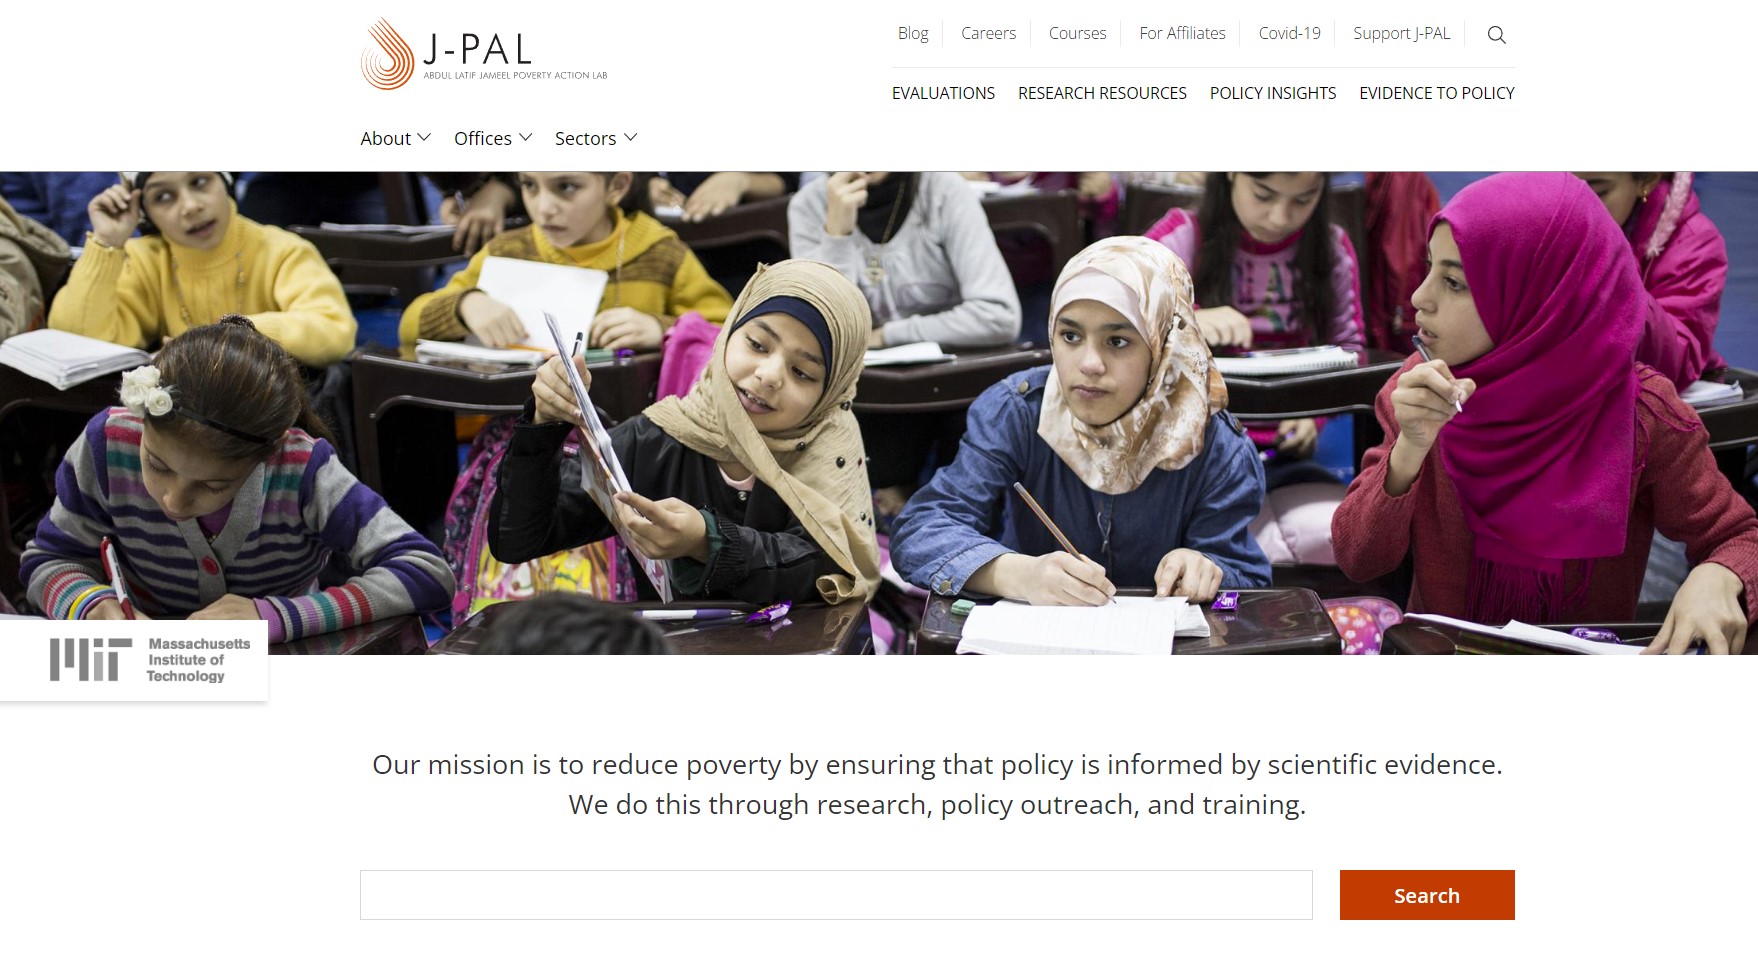 J-PAL
ABDUL LATIF JAMEEL POVERTY ACTION LAB
Blog
Careers
Courses
For Affiliates
Covid-19
Support J-PAL
EVALUATIONS
RESEARCH RESOURCES
POLICY INSIGHTS
EVIDENCE TO POLICY
About
Offices
Sectors
MIT
Massachusetts
Institute of
Technology
Our mission is to reduce poverty by ensuring that policy is informed by scientific evidence.
We do this through research, policy outreach, and training.
Search